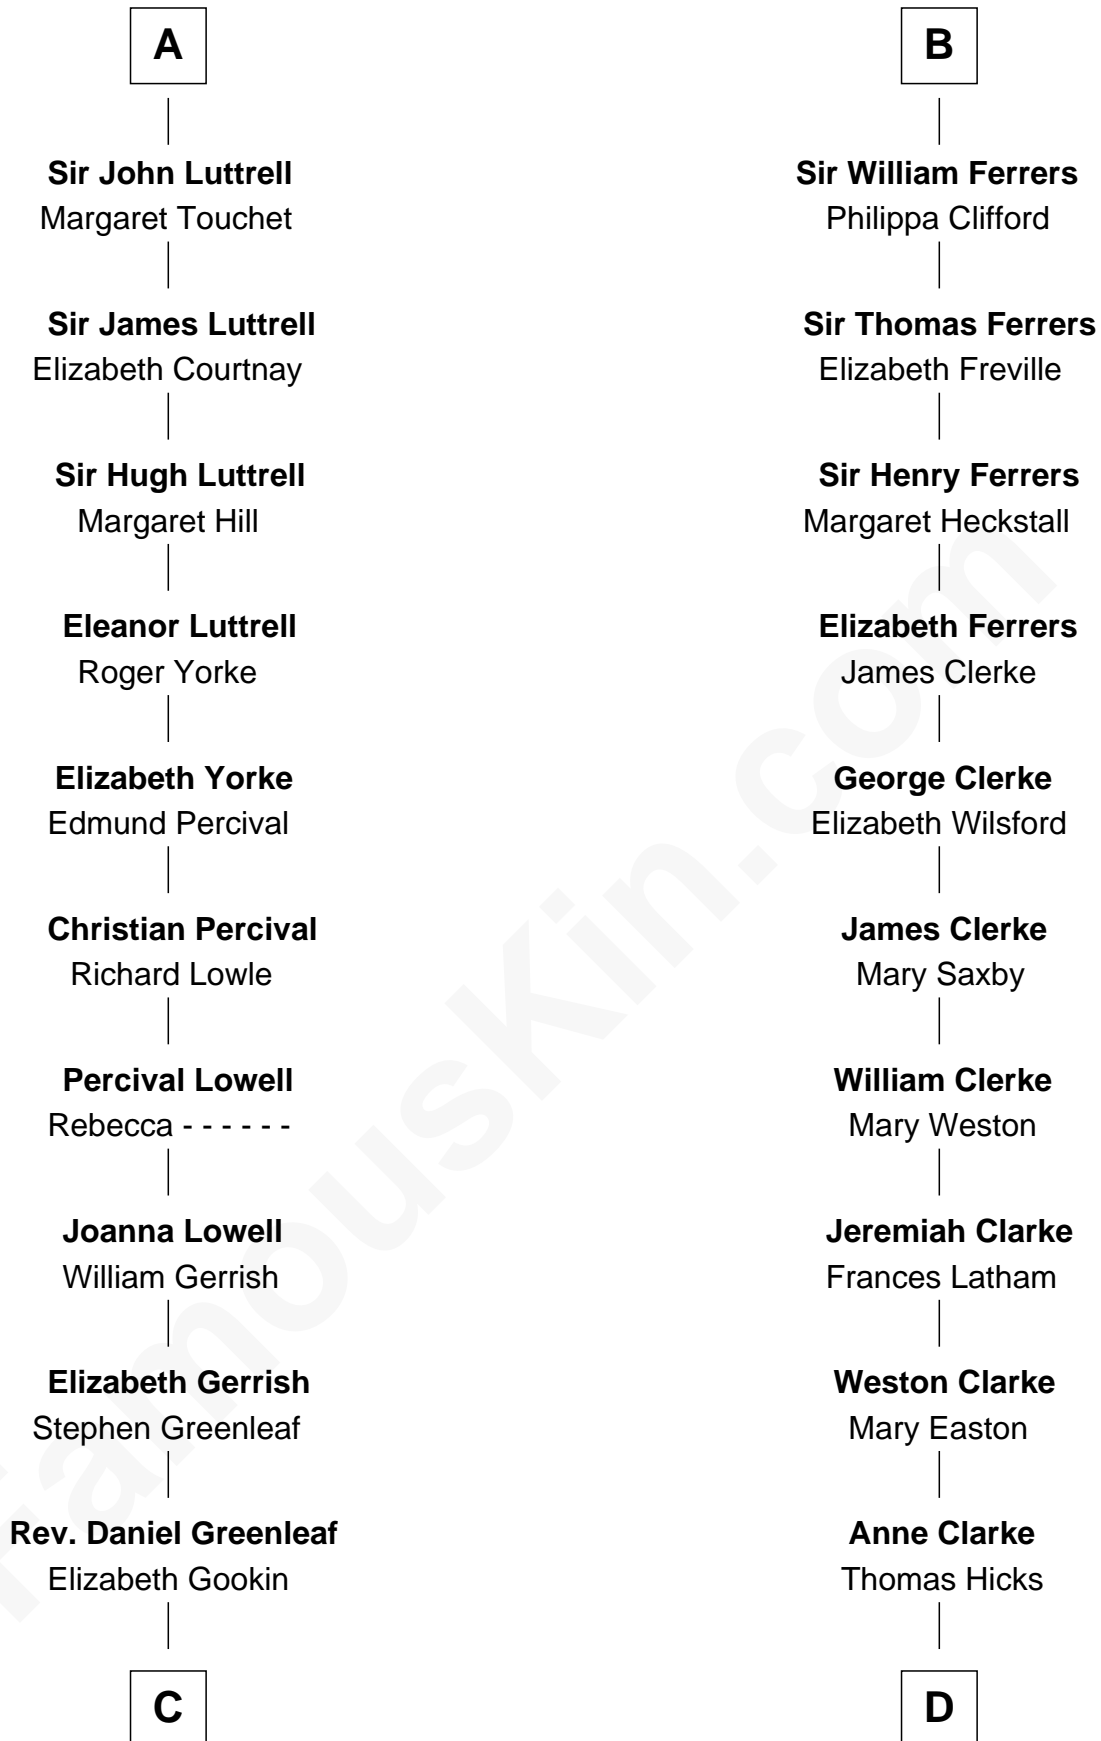 A
Sir John Luttrell
Margaret Touchet
Sir James Luttrell
Elizabeth Courtnay
Sir Hugh Luttrell
Margaret Hill
Eleanor Luttrell
Roger Yorke
Elizabeth Yorke
Edmund Percival
Christian Percival
Richard Lowle
Percival Lowell
Rebecca - - - - - -
Joanna Lowell
William Gerrish
Elizabeth Gerrish
Stephen Greenleaf
Rev. Daniel Greenleaf
Elizabeth Gookin
C
B
Sir William Ferrers
Philippa Clifford
Sir Thomas Ferrers
Elizabeth Freville
Sir Henry Ferrers
Margaret Heckstall
Elizabeth Ferrers
James Clerke
George Clerke
Elizabeth Wilsford
James Clerke
Mary Saxby
William Clerke
Mary Weston
Jeremiah Clarke
Frances Latham
Weston Clarke
Mary Easton
Anne Clarke
Thomas Hicks
D
FamousKin.com